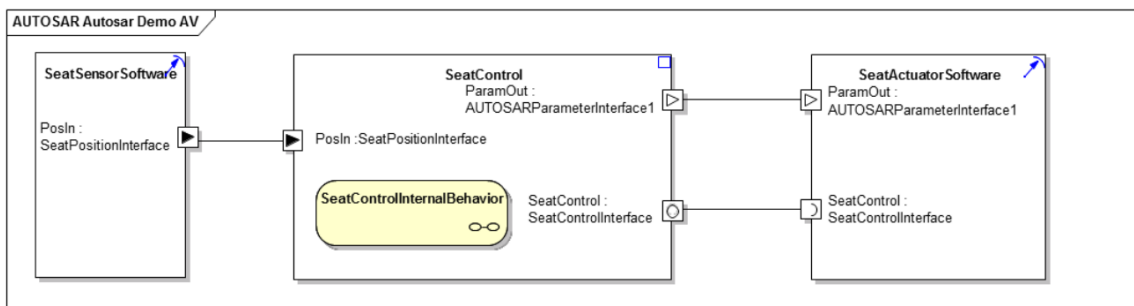 AUTOSAR Autosar Demo AV
SeatSensorSoftware
PosIn :
SeatPositionInterface
SeatControl
ParamOut :
AUTOSARParameterInterface1
PosIn :SeatPositionInterface
SeatControlInternalBehavior
SeatControl :
SeatControlInterface
SeatActuatorSoftware
ParamOut :
AUTOSARParameterInterface1
SeatControl :
SeatControlInterface